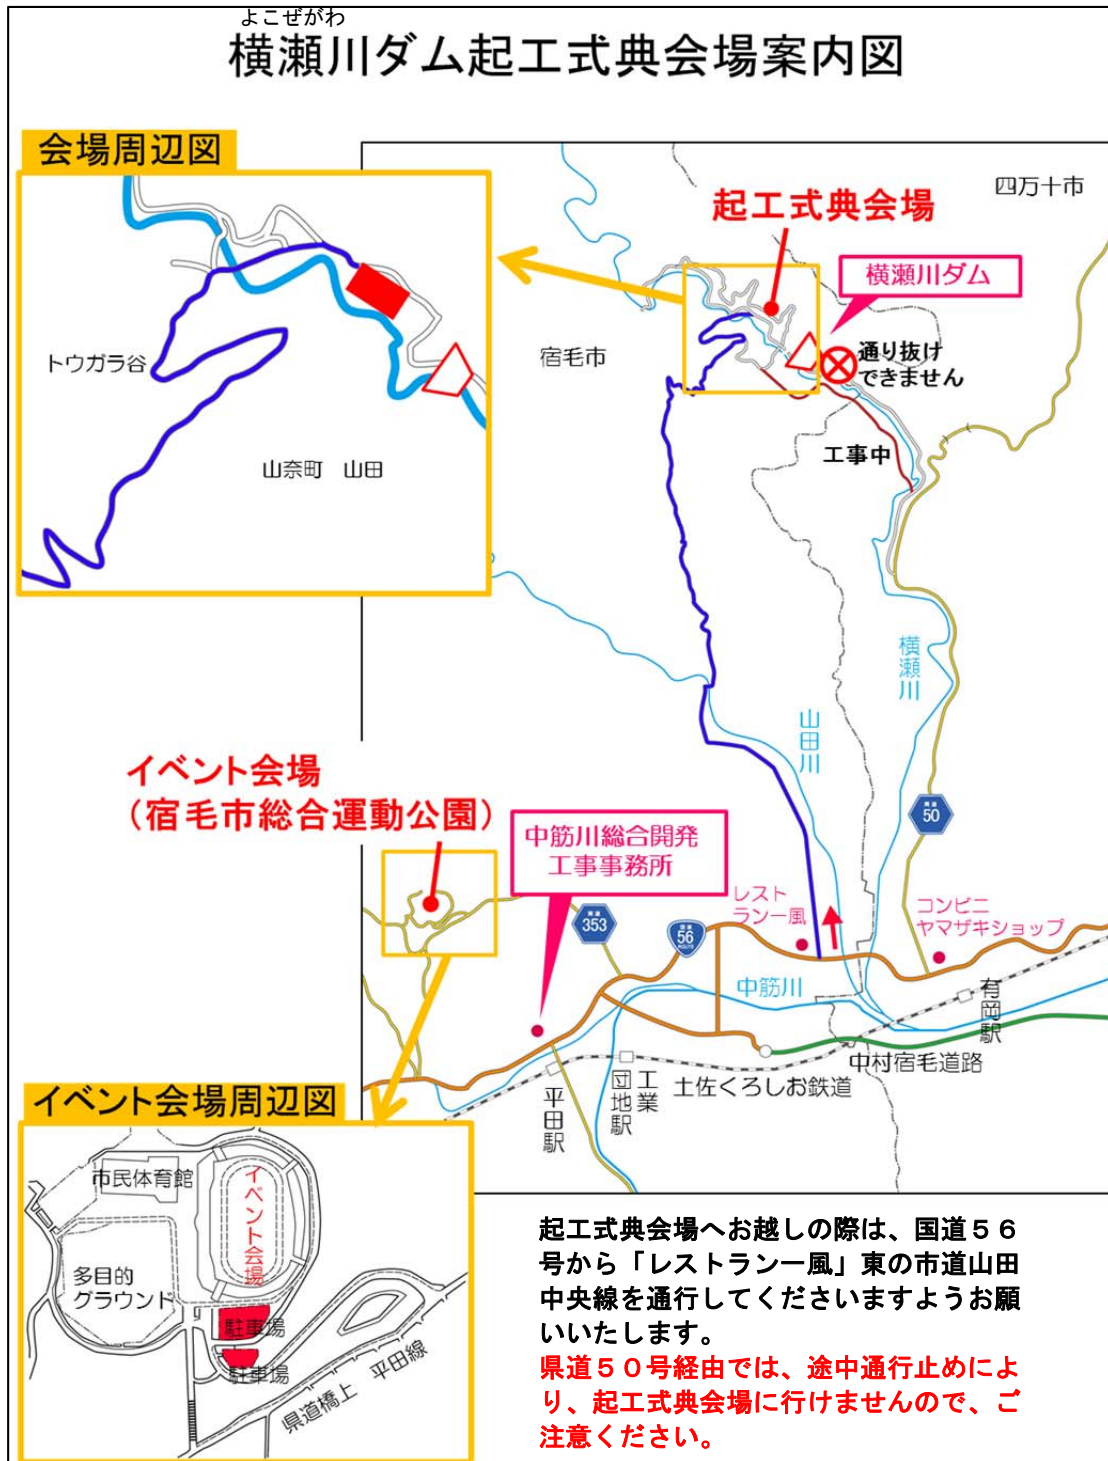 よこぜがわ
横瀬川ダム起工式典会場案内図
会場周辺図
トウガラ谷
山奈町 山田
四万十市
起工式典会場
横瀬川ダム
宿毛市
通り抜け
できません
工事中
横瀬川
山田川
イベント会場
（宿毛市総合運動公園）
中筋川総合開発
工事事務所
県道
50
県道
353
国道
56
ROUTE
レスト
ラン一風
コンビニ
ヤマザキショップ
中筋川
有岡駅
中村宿毛道路
土佐くろしお鉄道
工業
団地駅
平田駅
イベント会場周辺図
市民体育館
イベント会場
多目的
グラウンド
駐車場
駐車場
県道橋上 平田線
起工式典会場へお越しの際は、国道５６
号から「レストラン一風」東の市道山田
中央線を通行してくださいますようお願
いいたします。
県道５０号経由では、途中通行止めによ
り、起工式典会場に行けませんので、ご
注意ください。